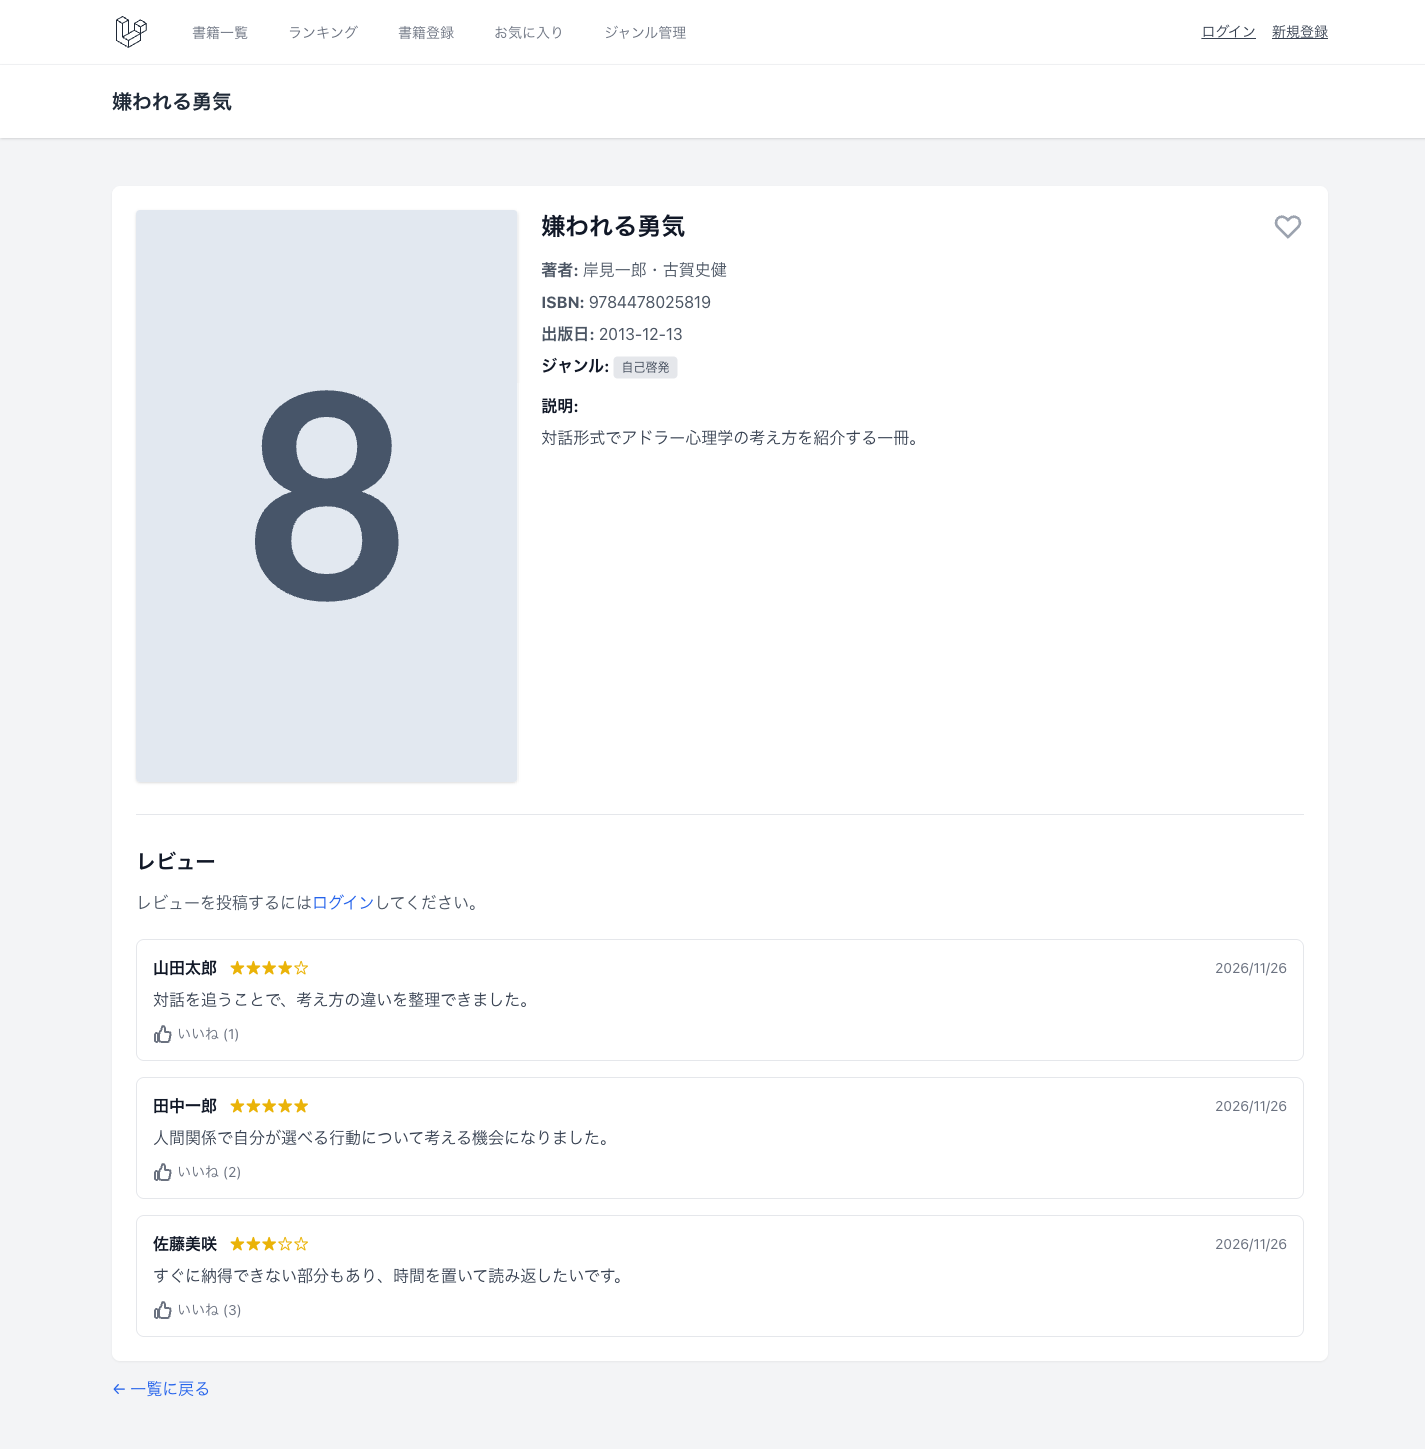 書籍一覧 ランキング 書籍登録 お気に入り ジャンル管理 ログイン 新規登録
嫌われる勇気
8
嫌われる勇気
著者: 岸見一郎・古賀史健
ISBN: 9784478025819
出版日: 2013-12-13
ジャンル: 自己啓発
説明:
対話形式でアドラー心理学の考え方を紹介する一冊。
レビュー
レビューを投稿するにはログインしてください。
山田太郎 ★★★★☆ 2026/11/26
対話を追うことで、考え方の違いを整理できました。
いいね (1)
田中一郎 ★★★★★ 2026/11/26
人間関係で自分が選べる行動について考える機会になりました。
いいね (2)
佐藤美咲 ★★★☆☆ 2026/11/26
すぐに納得できない部分もあり、時間を置いて読み返したいです。
いいね (3)
← 一覧に戻る